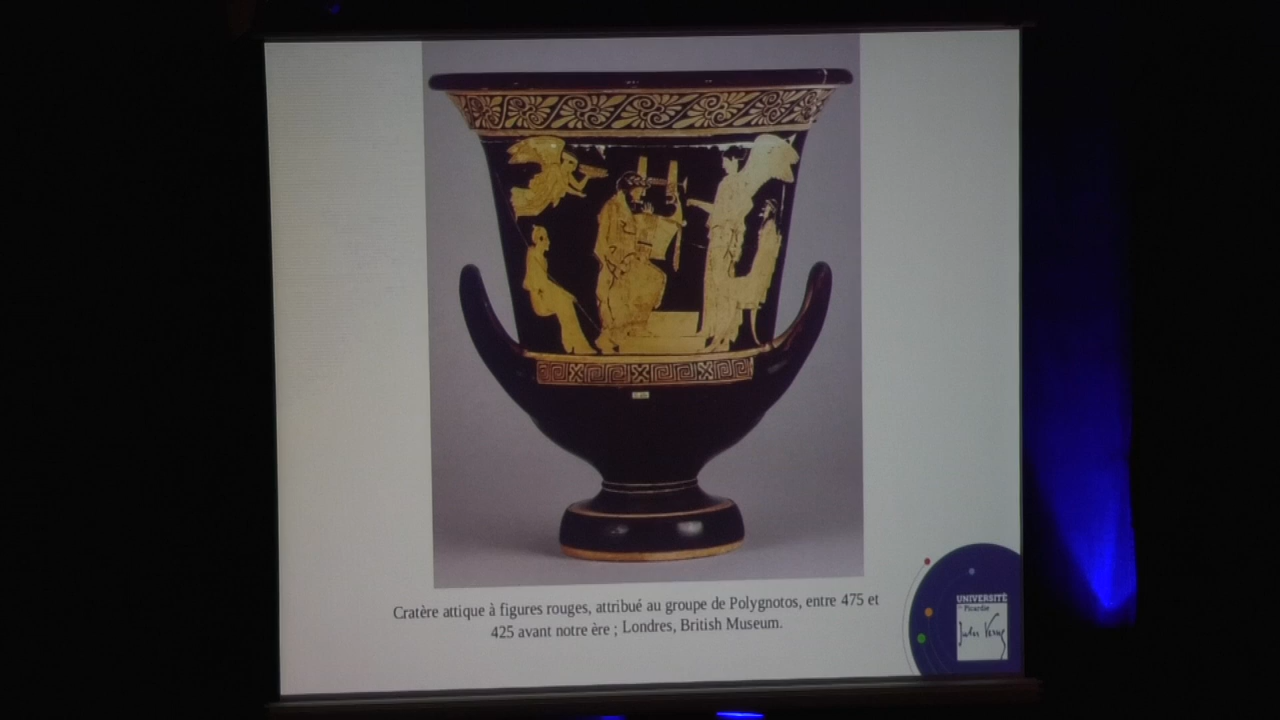 Cratère attique à figures rouges, attribué au groupe de Polygnotos, entre 475 et
425 avant notre ère ; Londres, British Museum.
UNIVERSITÉ
de Picardie
Jules Verne